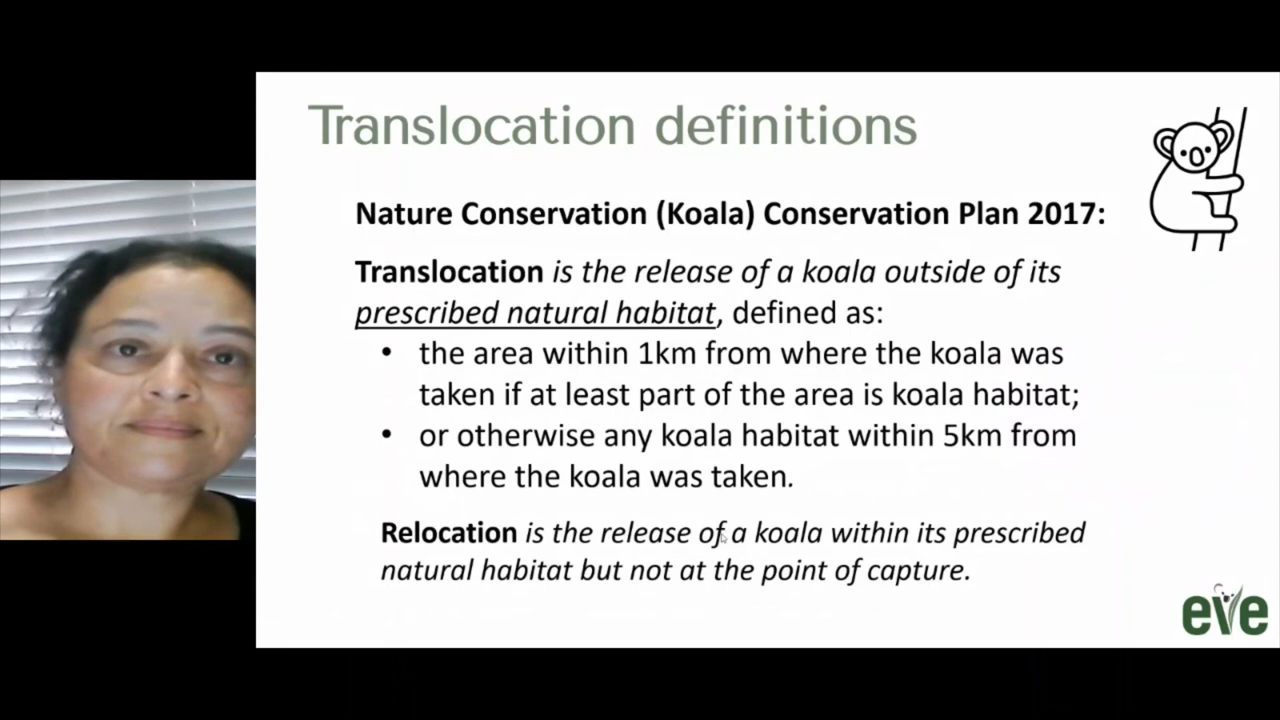 Translocation definitions
Nature Conservation (Koala) Conservation Plan 2017:
Translocation is the release of a koala outside of its
prescribed natural habitat, defined as:
• the area within 1km from where the koala was
taken if at least part of the area is koala habitat;
• or otherwise any koala habitat within 5km from
where the koala was taken.
Relocation is the release of a koala within its prescribed
natural habitat but not at the point of capture.
eve